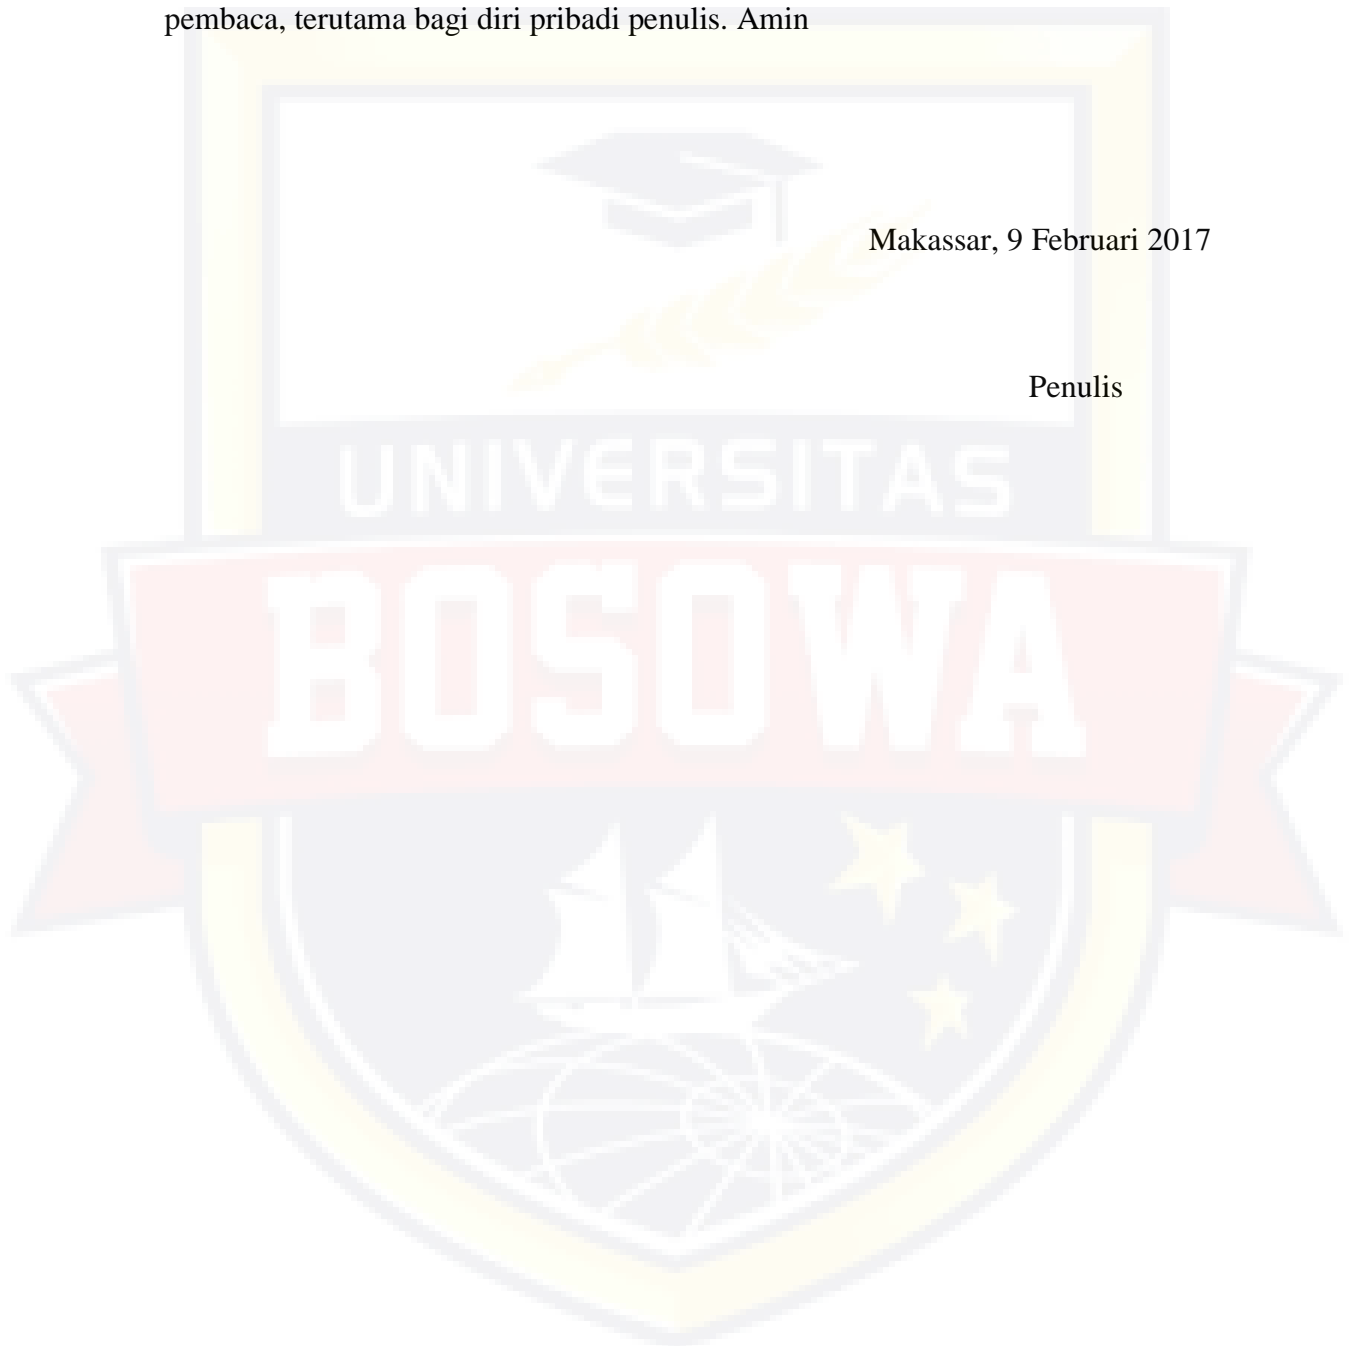 pembaca, terutama bagi diri pribadi penulis. Amin
Makassar, 9 Februari 2017
Penulis
UNIVERSITAS
BOSOWA